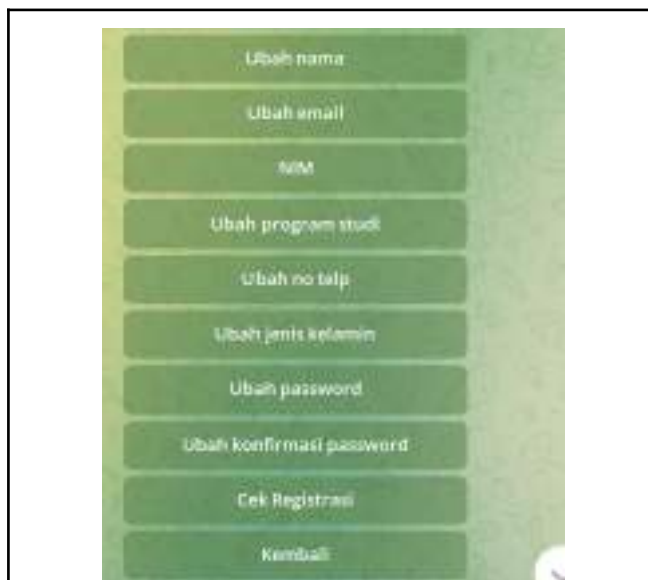 Ubah nama
Ubah email
NIM
Ubah program studi
Ubah no telp
Ubah jenis kelamin
Ubah password
Ubah konfirmasi password
Cek Registrasi
Kembali